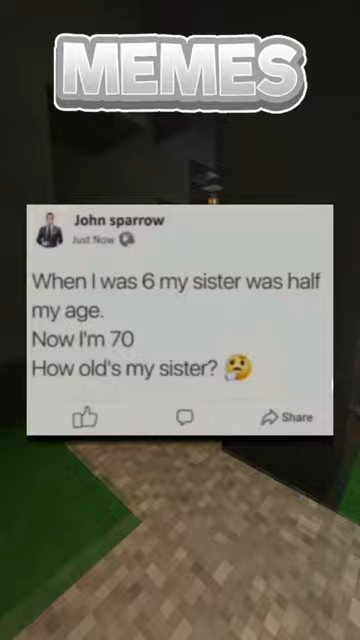 MEMES
John sparrow
Just Now
When I was 6 my sister was half
my age.
Now I'm 70
How old's my sister? 🤔
Share